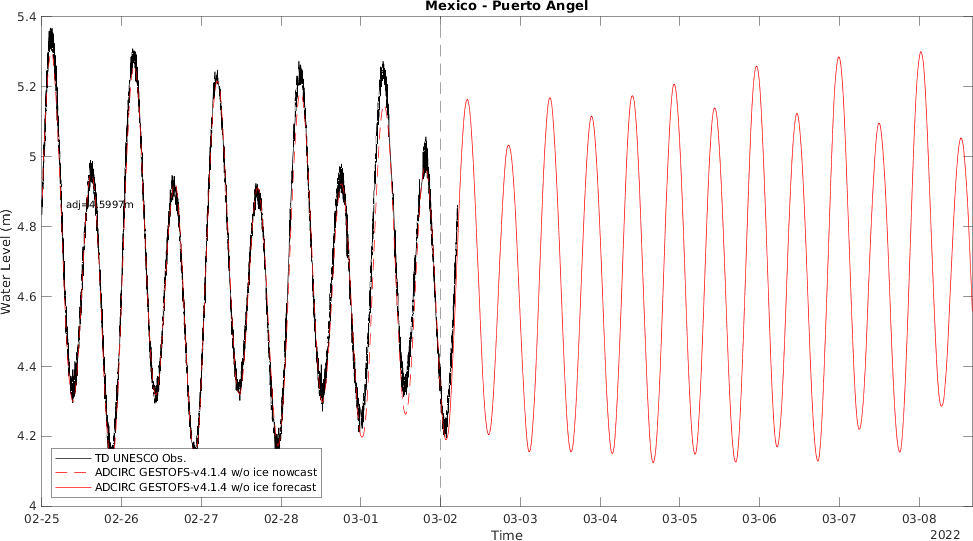 Mexico - Puerto Angel
5.4
5.2
5
4.8
4.6
4.4
4.2
4
Water Level (m)
adj=4.5997m
TD UNESCO Obs.
ADCIRC GESTOFS-v4.1.4 w/o ice nowcast
ADCIRC GESTOFS-v4.1.4 w/o ice forecast
02-25 02-26 02-27 02-28 03-01 03-02 03-03 03-04 03-05 03-06 03-07 03-08
Time
2022